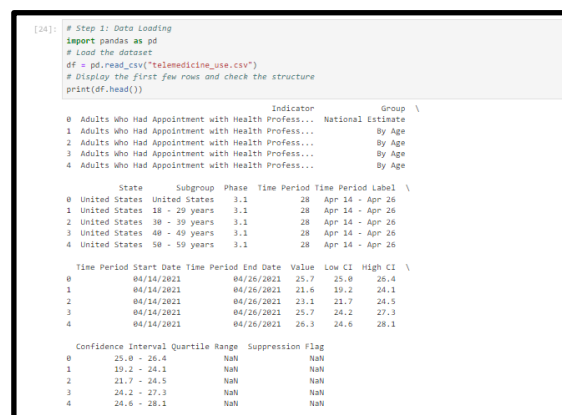 [24]: # Step 1: Data Loading
import pandas as pd
# Load the dataset
df = pd.read_csv("telemedicine_use.csv")
# Display the first few rows and check the structure
print(df.head())
Indicator Group \
0 Adults Who Had Appointment with Health Profess... National Estimate
1 Adults Who Had Appointment with Health Profess... By Age
2 Adults Who Had Appointment with Health Profess... By Age
3 Adults Who Had Appointment with Health Profess... By Age
4 Adults Who Had Appointment with Health Profess... By Age
State Subgroup Phase Time Period Time Period Label \
0 United States United States 3.1 28 Apr 14 - Apr 26
1 United States 18 - 29 years 3.1 28 Apr 14 - Apr 26
2 United States 30 - 39 years 3.1 28 Apr 14 - Apr 26
3 United States 40 - 49 years 3.1 28 Apr 14 - Apr 26
4 United States 50 - 59 years 3.1 28 Apr 14 - Apr 26
Time Period Start Date Time Period End Date Value Low CI High CI \
0 04/14/2021 04/26/2021 25.7 25.0 26.4
1 04/14/2021 04/26/2021 21.6 19.2 24.1
2 04/14/2021 04/26/2021 23.1 21.7 24.5
3 04/14/2021 04/26/2021 25.7 24.2 27.3
4 04/14/2021 04/26/2021 26.3 24.6 28.1
Confidence Interval Quartile Range Suppression Flag
0 25.0 - 26.4 NaN NaN
1 19.2 - 24.1 NaN NaN
2 21.7 - 24.5 NaN NaN
3 24.2 - 27.3 NaN NaN
4 24.6 - 28.1 NaN NaN